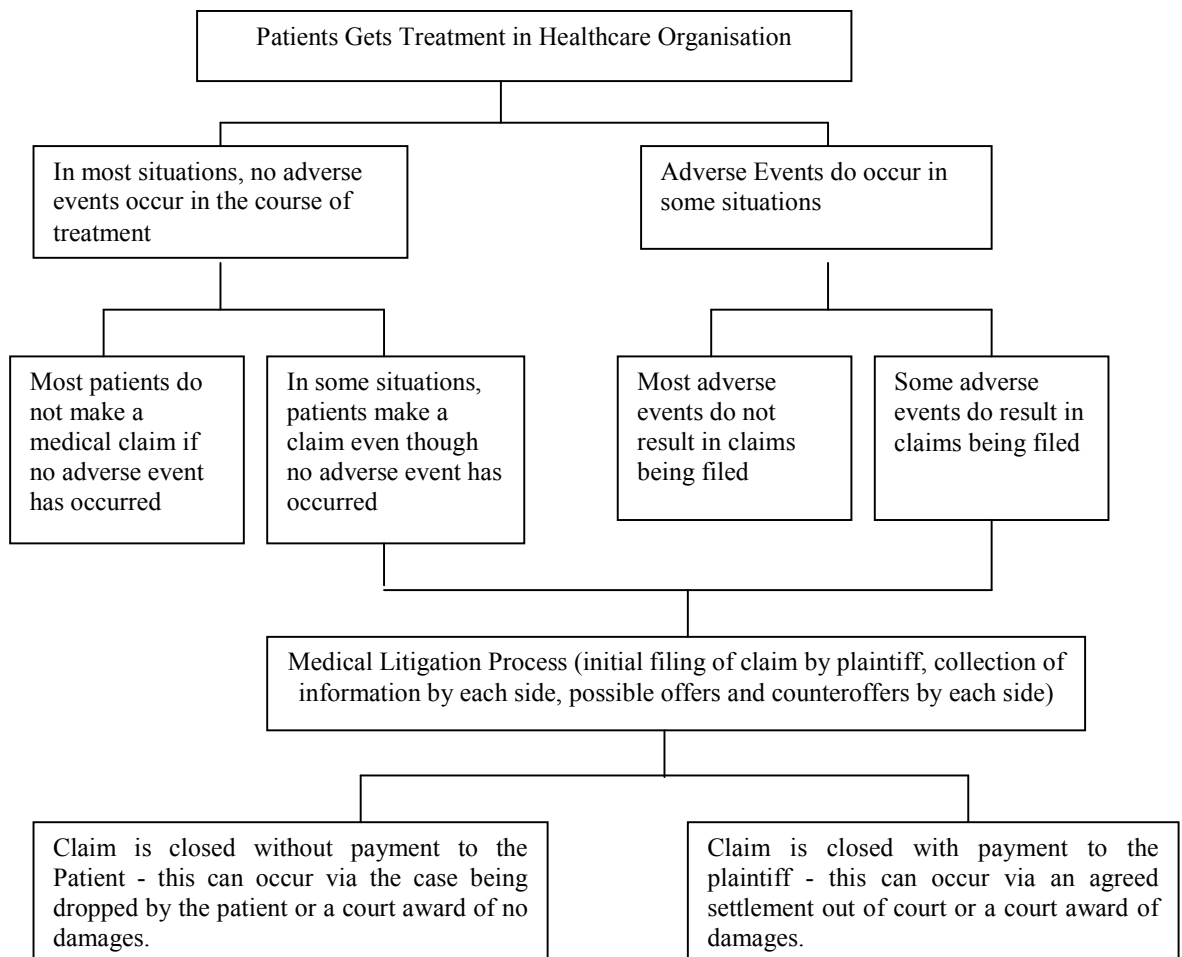 Patients Gets Treatment in Healthcare Organisation
In most situations, no adverse
events occur in the course of
treatment
Adverse Events do occur in
some situations
Most patients do
not make a
medical claim if
no adverse event
has occurred
In some situations,
patients make a
claim even though
no adverse event has
occurred
Most adverse
events do not
result in claims
being filed
Some adverse
events do result in
claims being filed
Medical Litigation Process (initial filing of claim by plaintiff, collection of
information by each side, possible offers and counteroffers by each side)
Claim is closed without payment to the
Patient - this can occur via the case being
dropped by the patient or a court award of no
damages.
Claim is closed with payment to the
plaintiff - this can occur via an agreed
settlement out of court or a court award of
damages.